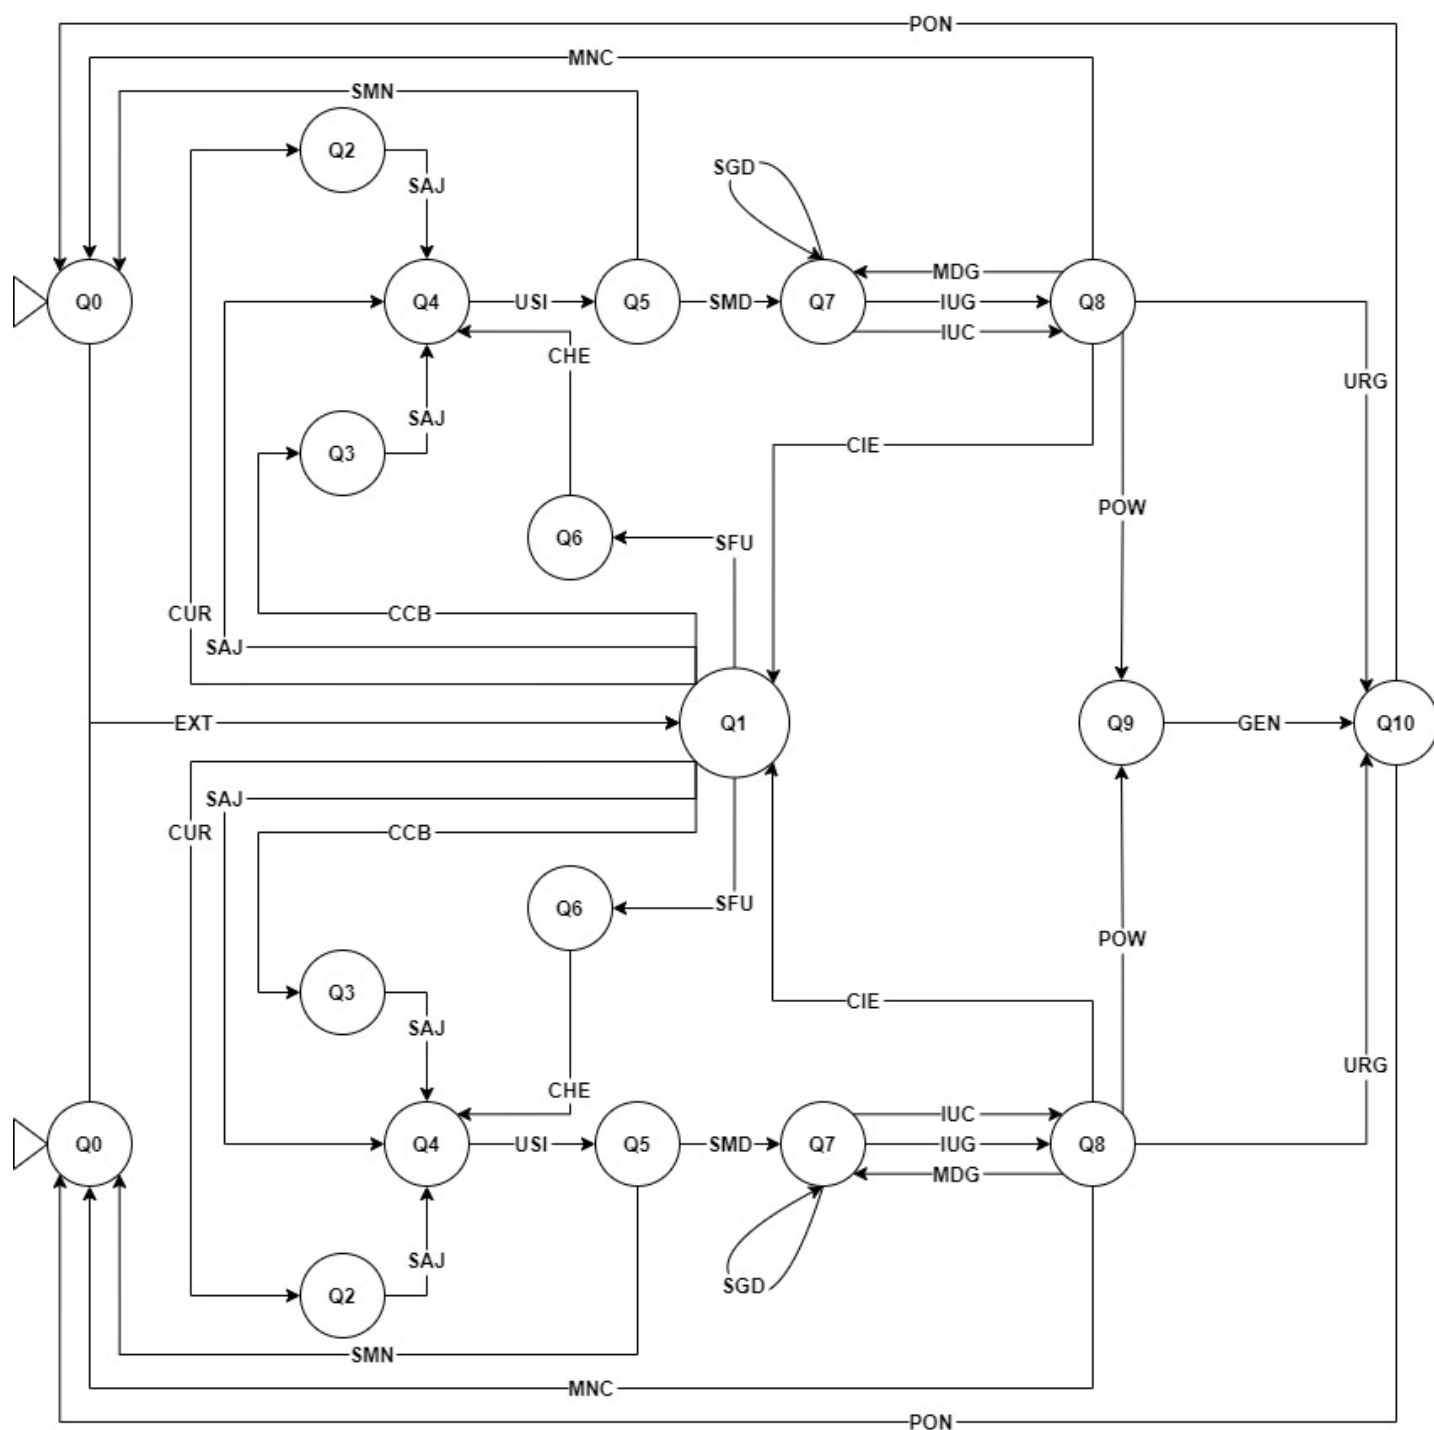 PON
MNC
SMN
Q2
SAJ
SGD
MDG
Q0
Q4
USI
Q5
SMD
Q7
IUG
Q8
IUC
CHE
URG
SAJ
CIE
Q3
POW
Q6
SFU
CUR
CCB
SAJ
EXT
Q1
Q9
GEN
Q10
SAJ
CUR
CCB
Q6
SFU
POW
Q3
CIE
SAJ
URG
CHE
IUC
Q0
Q4
USI
Q5
SMD
Q7
IUG
Q8
MDG
SAJ
SGD
Q2
SMN
MNC
PON